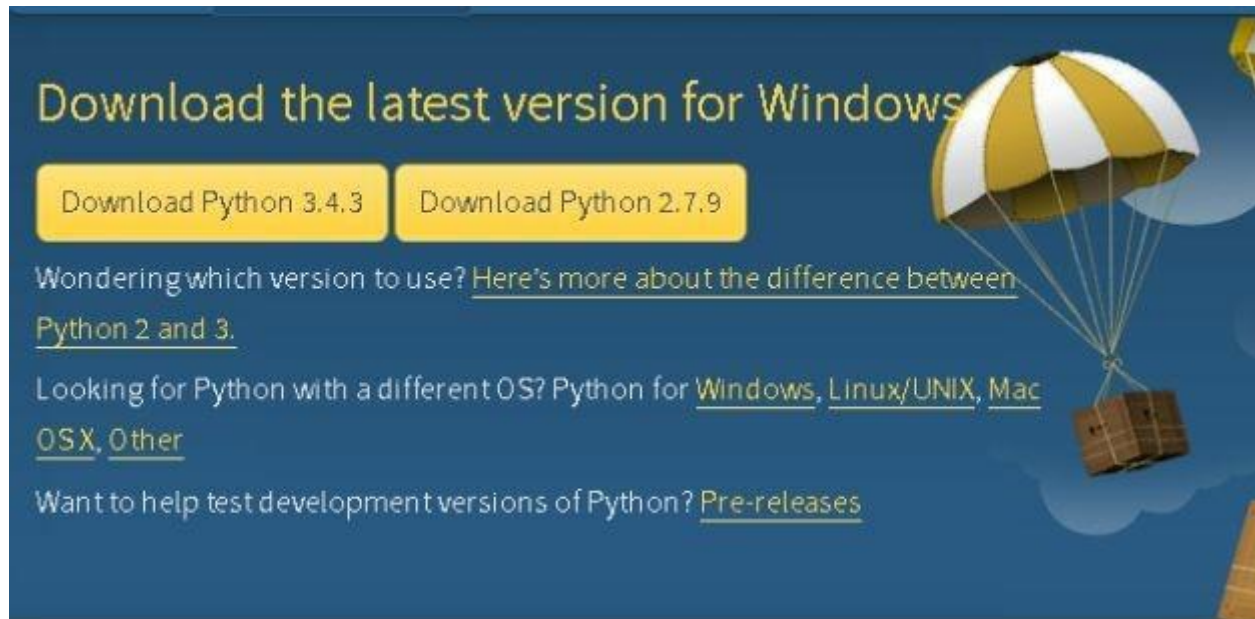 Download the latest version for Windows
Download Python 3.4.3 Download Python 2.7.9
Wondering which version to use? Here's more about the difference between
Python 2 and 3.
Looking for Python with a different OS? Python for Windows, Linux/UNIX, Mac
OSX, Other
Want to help test development versions of Python? Pre-releases